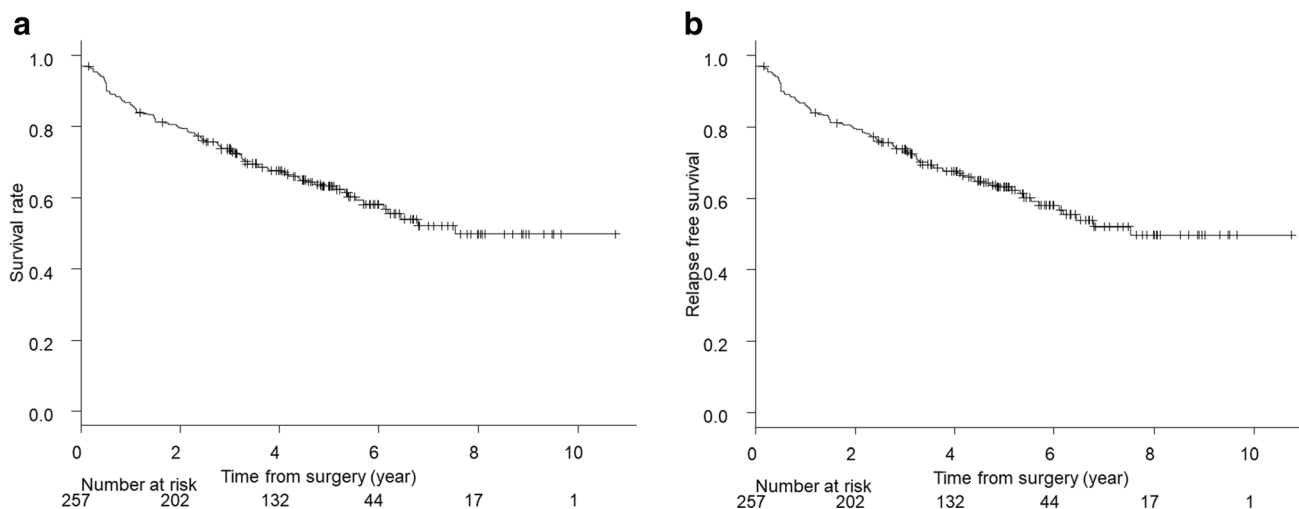 a
1.0
0.8
0.6
0.4
0.2
0.0
Survival rate
0 2 4 6 8 10
Time from surgery (year)
Number at risk
257 202 132 44 17 1
b
1.0
0.8
0.6
0.4
0.2
0.0
Relapse free survival
0 2 4 6 8 10
Time from surgery (year)
Number at risk
257 202 132 44 17 1